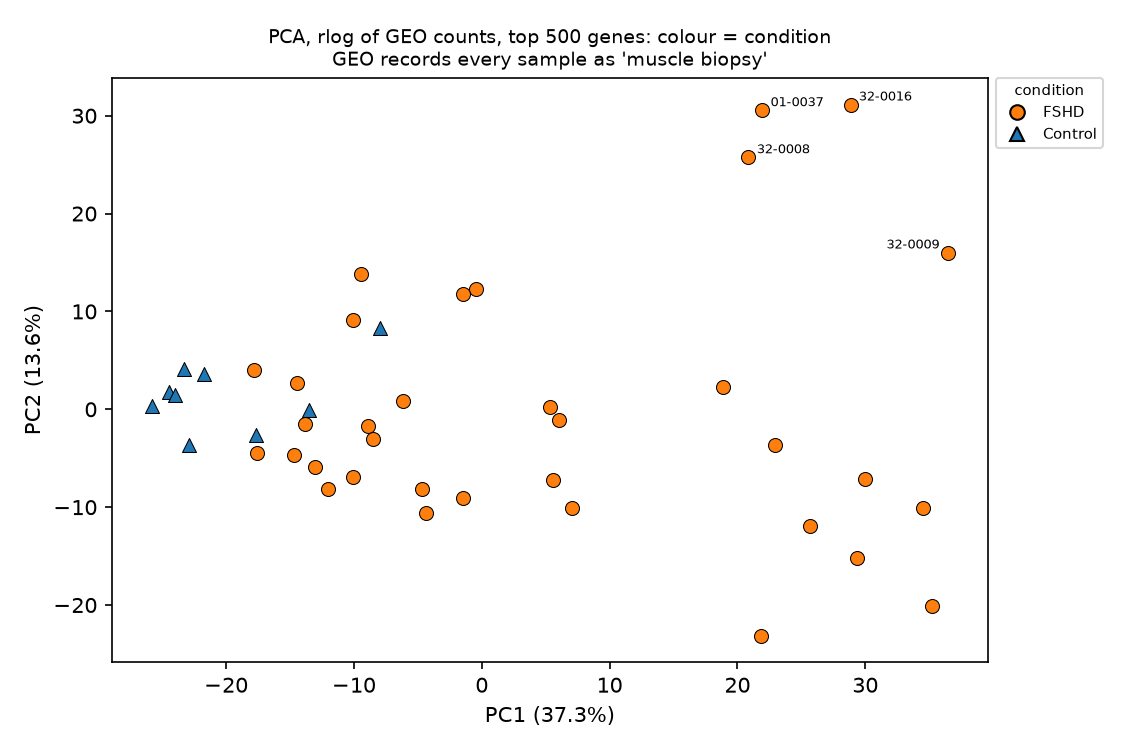 PCA, rlog of GEO counts, top 500 genes: colour = condition
GEO records every sample as 'muscle biopsy'
condition
FSHD
Control
01-0037
32-0016
32-0008
32-0009
30
20
10
0
−10
−20
PC2 (13.6%)
−20
−10
0
10
20
30
PC1 (37.3%)